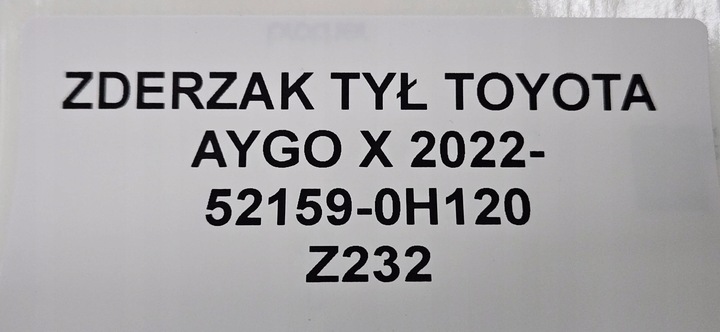 ZDERZAK TYŁ TOYOTA
AYGO X 2022-
52159-0H120
Z232